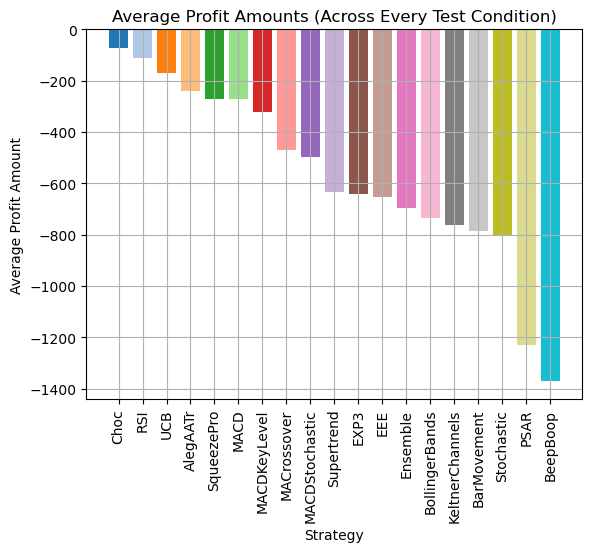 Average Profit Amounts (Across Every Test Condition)
Average Profit Amount
0
−200
−400
−600
−800
−1000
−1200
−1400
Choc
RSI
UCB
AlegAATr
SqueezePro
MACD
MACDKeyLevel
MACrossover
MACDStochastic
Supertrend
EXP3
EEE
Ensemble
BollingerBands
KeltnerChannels
BarMovement
Stochastic
PSAR
BeepBoop
Strategy